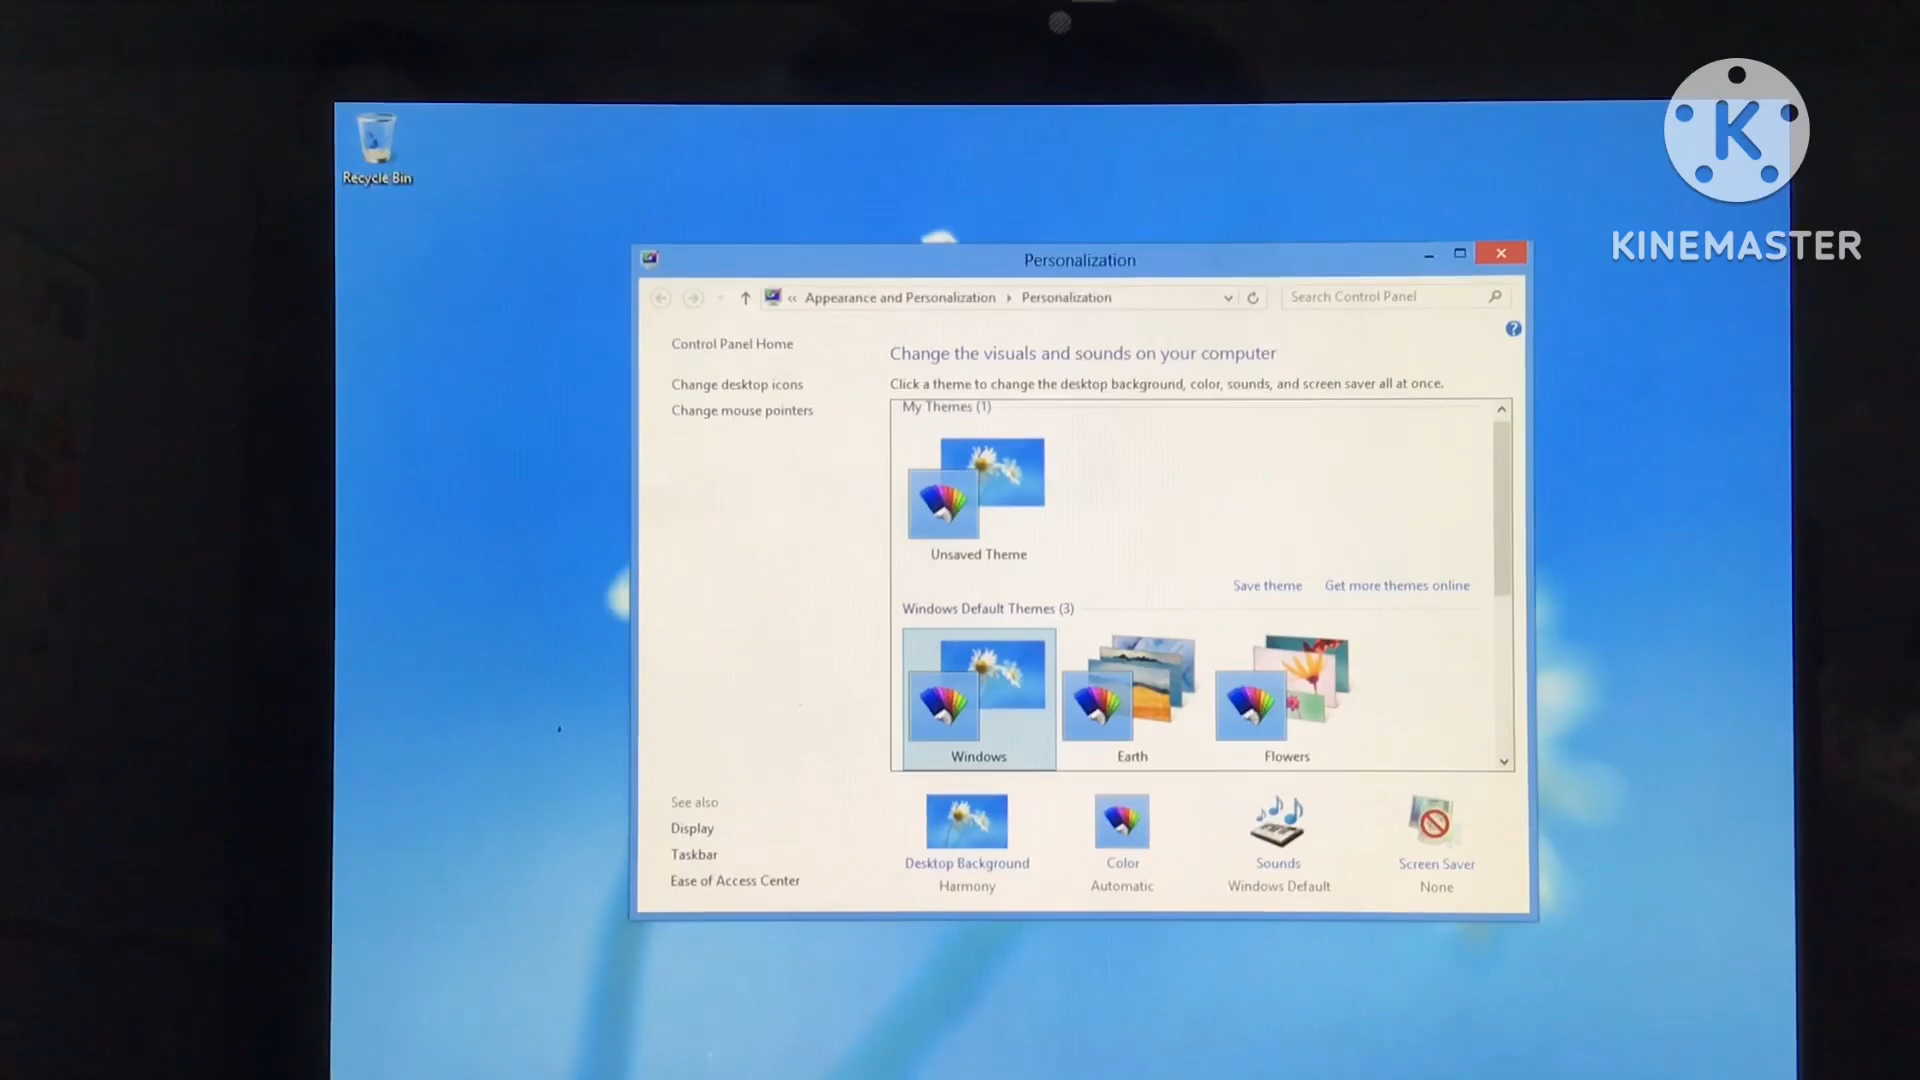 K
KINEMASTER
Recycle Bin
Personalization
« Appearance and Personalization Personalization
Search Control Panel
Control Panel Home
Change desktop icons
Change mouse pointers
Change the visuals and sounds on your computer
Click a theme to change the desktop background, color, sounds, and screen saver all at once.
My Themes (1)
Unsaved Theme
Save theme Get more themes online
Windows Default Themes (3)
Windows Earth Flowers
See also
Display
Taskbar
Ease of Access Center
Desktop Background
Harmony
Color
Automatic
Sounds
Windows Default
Screen Saver
None